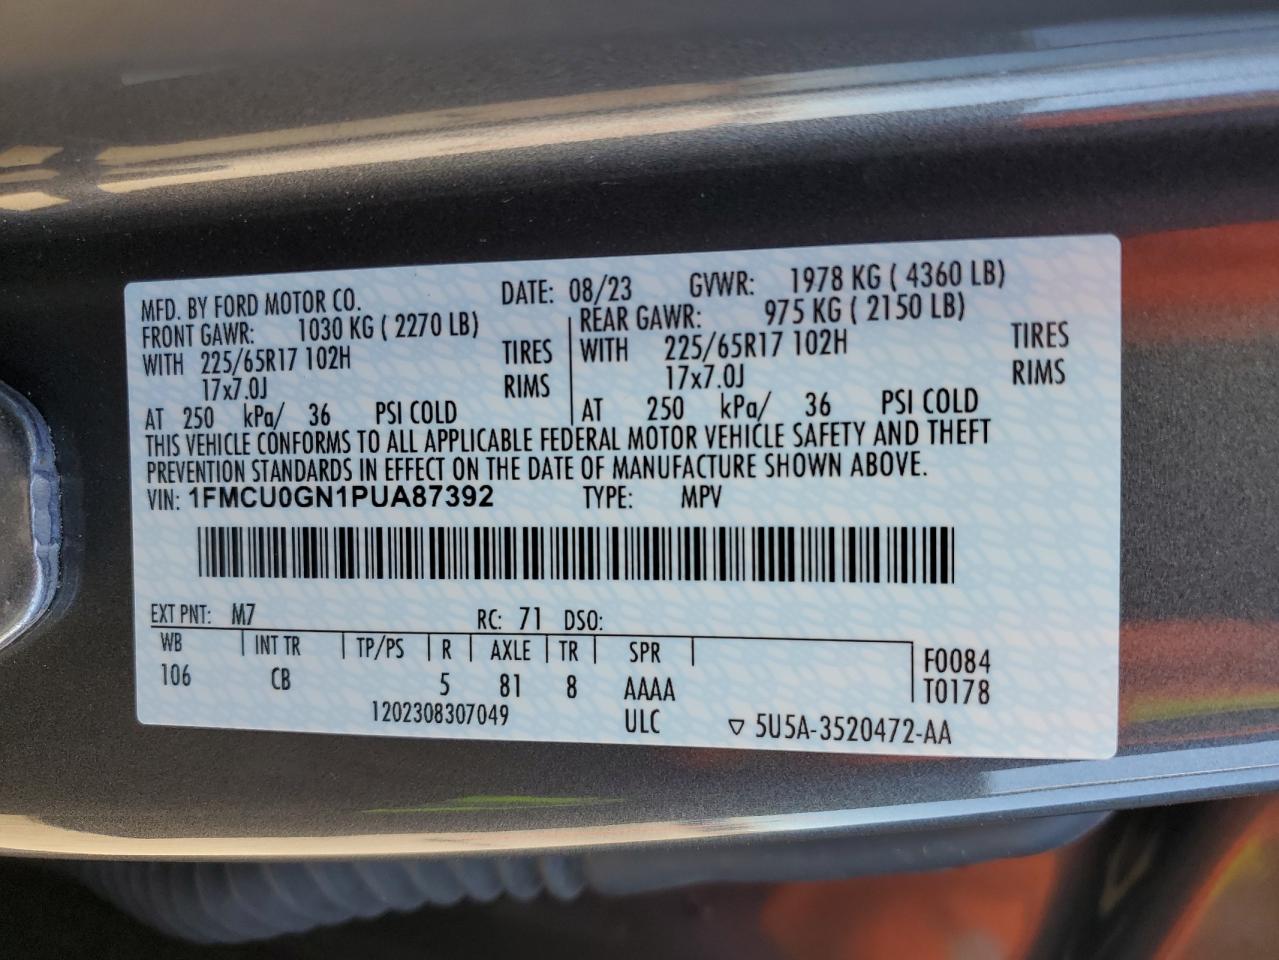 MFD. BY FORD MOTOR CO. DATE: 08/23 GVWR: 1978 KG ( 4360 LB)
FRONT GAWR: 1030 KG ( 2270 LB) REAR GAWR: 975 KG ( 2150 LB)
WITH 225/65R17 102H TIRES WITH 225/65R17 102H TIRES
17x7.0J RIMS 17x7.0J RIMS
AT 250 kPa/ 36 PSI COLD AT 250 kPa/ 36 PSI COLD
THIS VEHICLE CONFORMS TO ALL APPLICABLE FEDERAL MOTOR VEHICLE SAFETY AND THEFT
PREVENTION STANDARDS IN EFFECT ON THE DATE OF MANUFACTURE SHOWN ABOVE.
VIN: 1FMCU0GN1PUA87392 TYPE: MPV
EXT PNT: M7 RC: 71 DSO:
WB INT TR TP/PS R AXLE TR SPR F0084
106 CB 5 81 8 AAAA T0178
1202308307049 ULC ▽ 5U5A-3520472-AA